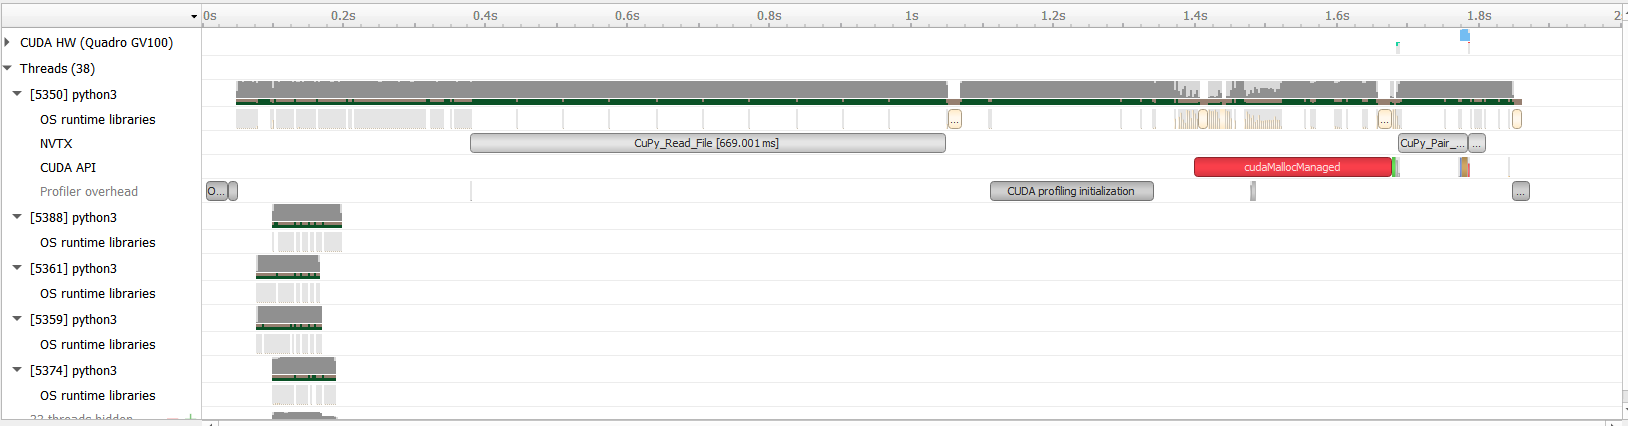 0s 0.2s 0.4s 0.6s 0.8s 1s 1.2s 1.4s 1.6s 1.8s 2
CUDA HW (Quadro GV100)
Threads (38)
[5350] python3
OS runtime libraries ... ... ...
NVTX CuPy_Read_File [669.001 ms] CuPy_Pair_... ...
CUDA API cudaMallocManaged
Profiler overhead O... CUDA profiling initialization ...
[5388] python3
OS runtime libraries
[5361] python3
OS runtime libraries
[5359] python3
OS runtime libraries
[5374] python3
OS runtime libraries
threads hidden